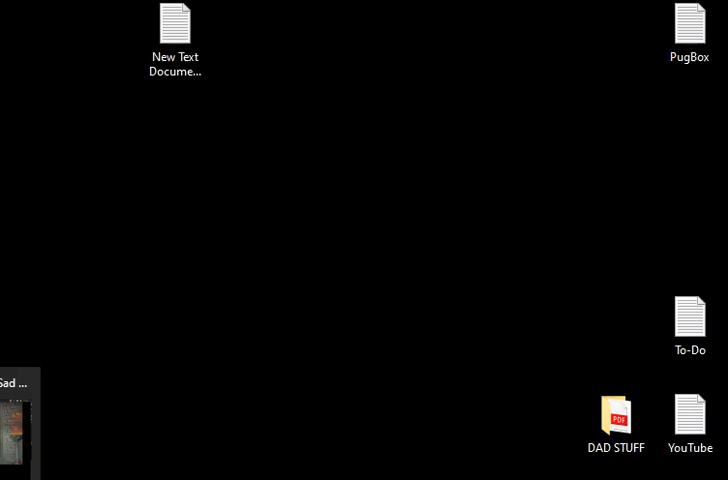 New Text
Docume...
PugBox
To-Do
Sad ...
PDF
DAD STUFF
YouTube